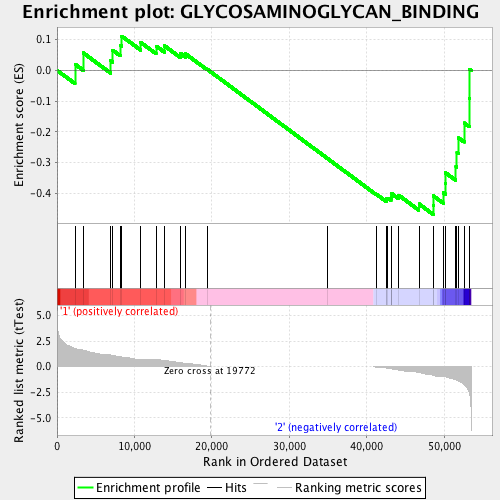 Enrichment plot: GLYCOSAMINOGLYCAN_BINDING
Enrichment score (ES)
0.1
0.0
-0.1
-0.2
-0.3
-0.4
'1' (positively correlated)
Ranked list metric (tTest)
5.0
2.5
0.0
-2.5
-5.0
Zero cross at 19772
'2' (negatively correlated)
0
10,000
20,000
30,000
40,000
50,000
Rank in Ordered Dataset
Enrichment profile
Hits
Ranking metric scores